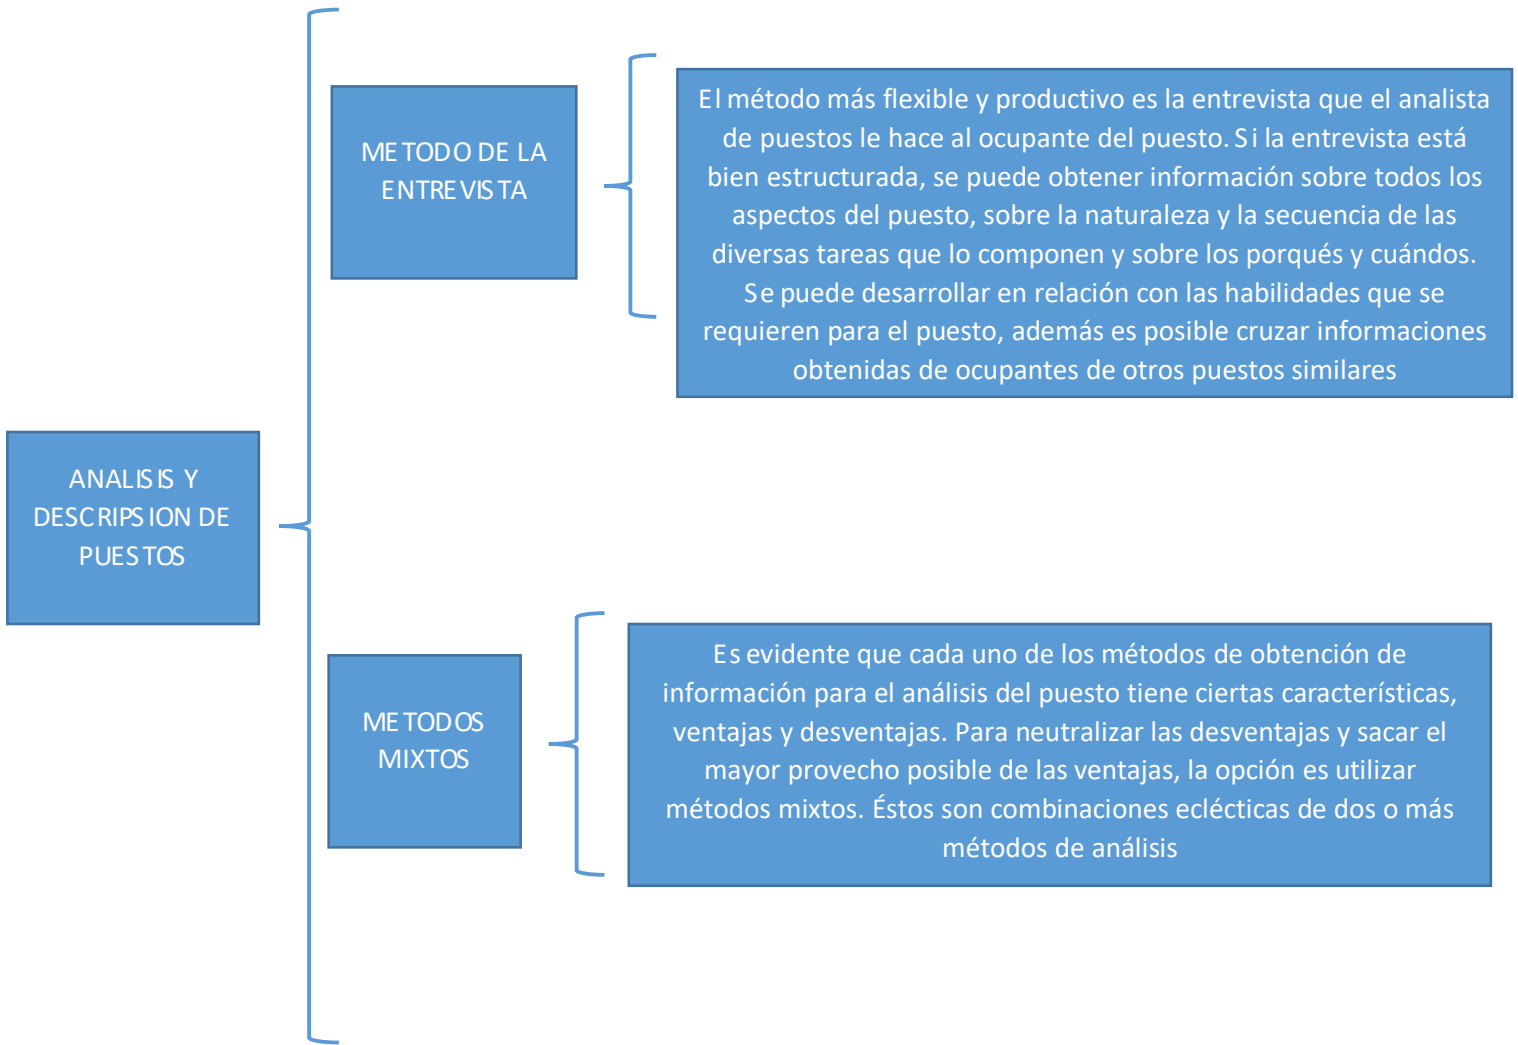 METODO DE LA
ENTREVISTA
El método más flexible y productivo es la entrevista que el analista
de puestos le hace al ocupante del puesto. Si la entrevista está
bien estructurada, se puede obtener información sobre todos los
aspectos del puesto, sobre la naturaleza y la secuencia de las
diversas tareas que lo componen y sobre los porqués y cuándos.
Se puede desarrollar en relación con las habilidades que se
requieren para el puesto, además es posible cruzar informaciones
obtenidas de ocupantes de otros puestos similares
ANALISIS Y
DESCRIPSION DE
PUESTOS
METODOS
MIXTOS
Es evidente que cada uno de los métodos de obtención de
información para el análisis del puesto tiene ciertas características,
ventajas y desventajas. Para neutralizar las desventajas y sacar el
mayor provecho posible de las ventajas, la opción es utilizar
métodos mixtos. Éstos son combinaciones eclécticas de dos o más
métodos de análisis